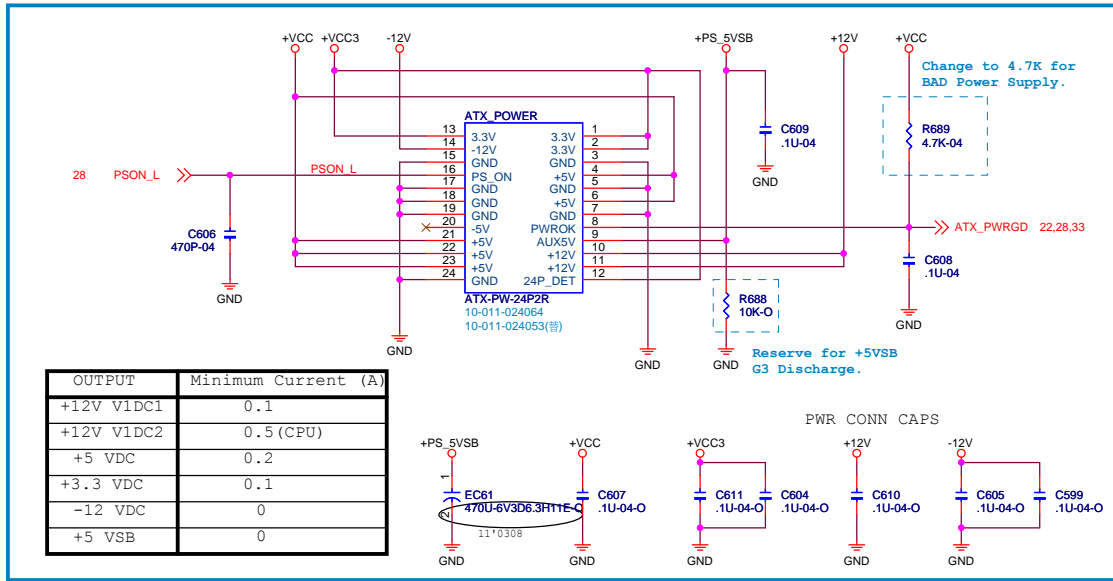 +VCC
+VCC3
-12V
+PS_5VSB
+12V
+VCC
Change to 4.7K for
BAD Power Supply.
ATX_POWER
13 3.3V 3.3V 1
14 -12V 3.3V 2
15 GND GND 3
16 PS_ON +5V 4
17 GND GND 5
18 GND +5V 6
19 GND GND 7
20 -5V PWROK 8
21 +5V AUX5V 9
22 +5V +12V 10
23 +5V +12V 11
24 GND 24P_DET 12
ATX-PW-24P2R
10-011-024064
10-011-024053(替)
28 PSON_L
PSON_L
C606
470P-04
GND
GND
GND
C609
.1U-04
GND
R689
4.7K-04
ATX_PWRGD 22,28,33
C608
.1U-04
GND
R688
10K-O
GND
Reserve for +5VSB
G3 Discharge.
OUTPUT Minimum Current (A)
+12V V1DC1 0.1
+12V V1DC2 0.5(CPU)
+5 VDC 0.2
+3.3 VDC 0.1
-12 VDC 0
+5 VSB 0
PWR CONN CAPS
+PS_5VSB
1
EC61
470U-6V3D6.3H11E-O
2
11'0308
GND
+VCC
C607
.1U-04-O
GND
+VCC3
C611
.1U-04-O
C604
.1U-04-O
GND
+12V
C610
.1U-04-O
GND
-12V
C605
.1U-04-O
C599
.1U-04-O
GND